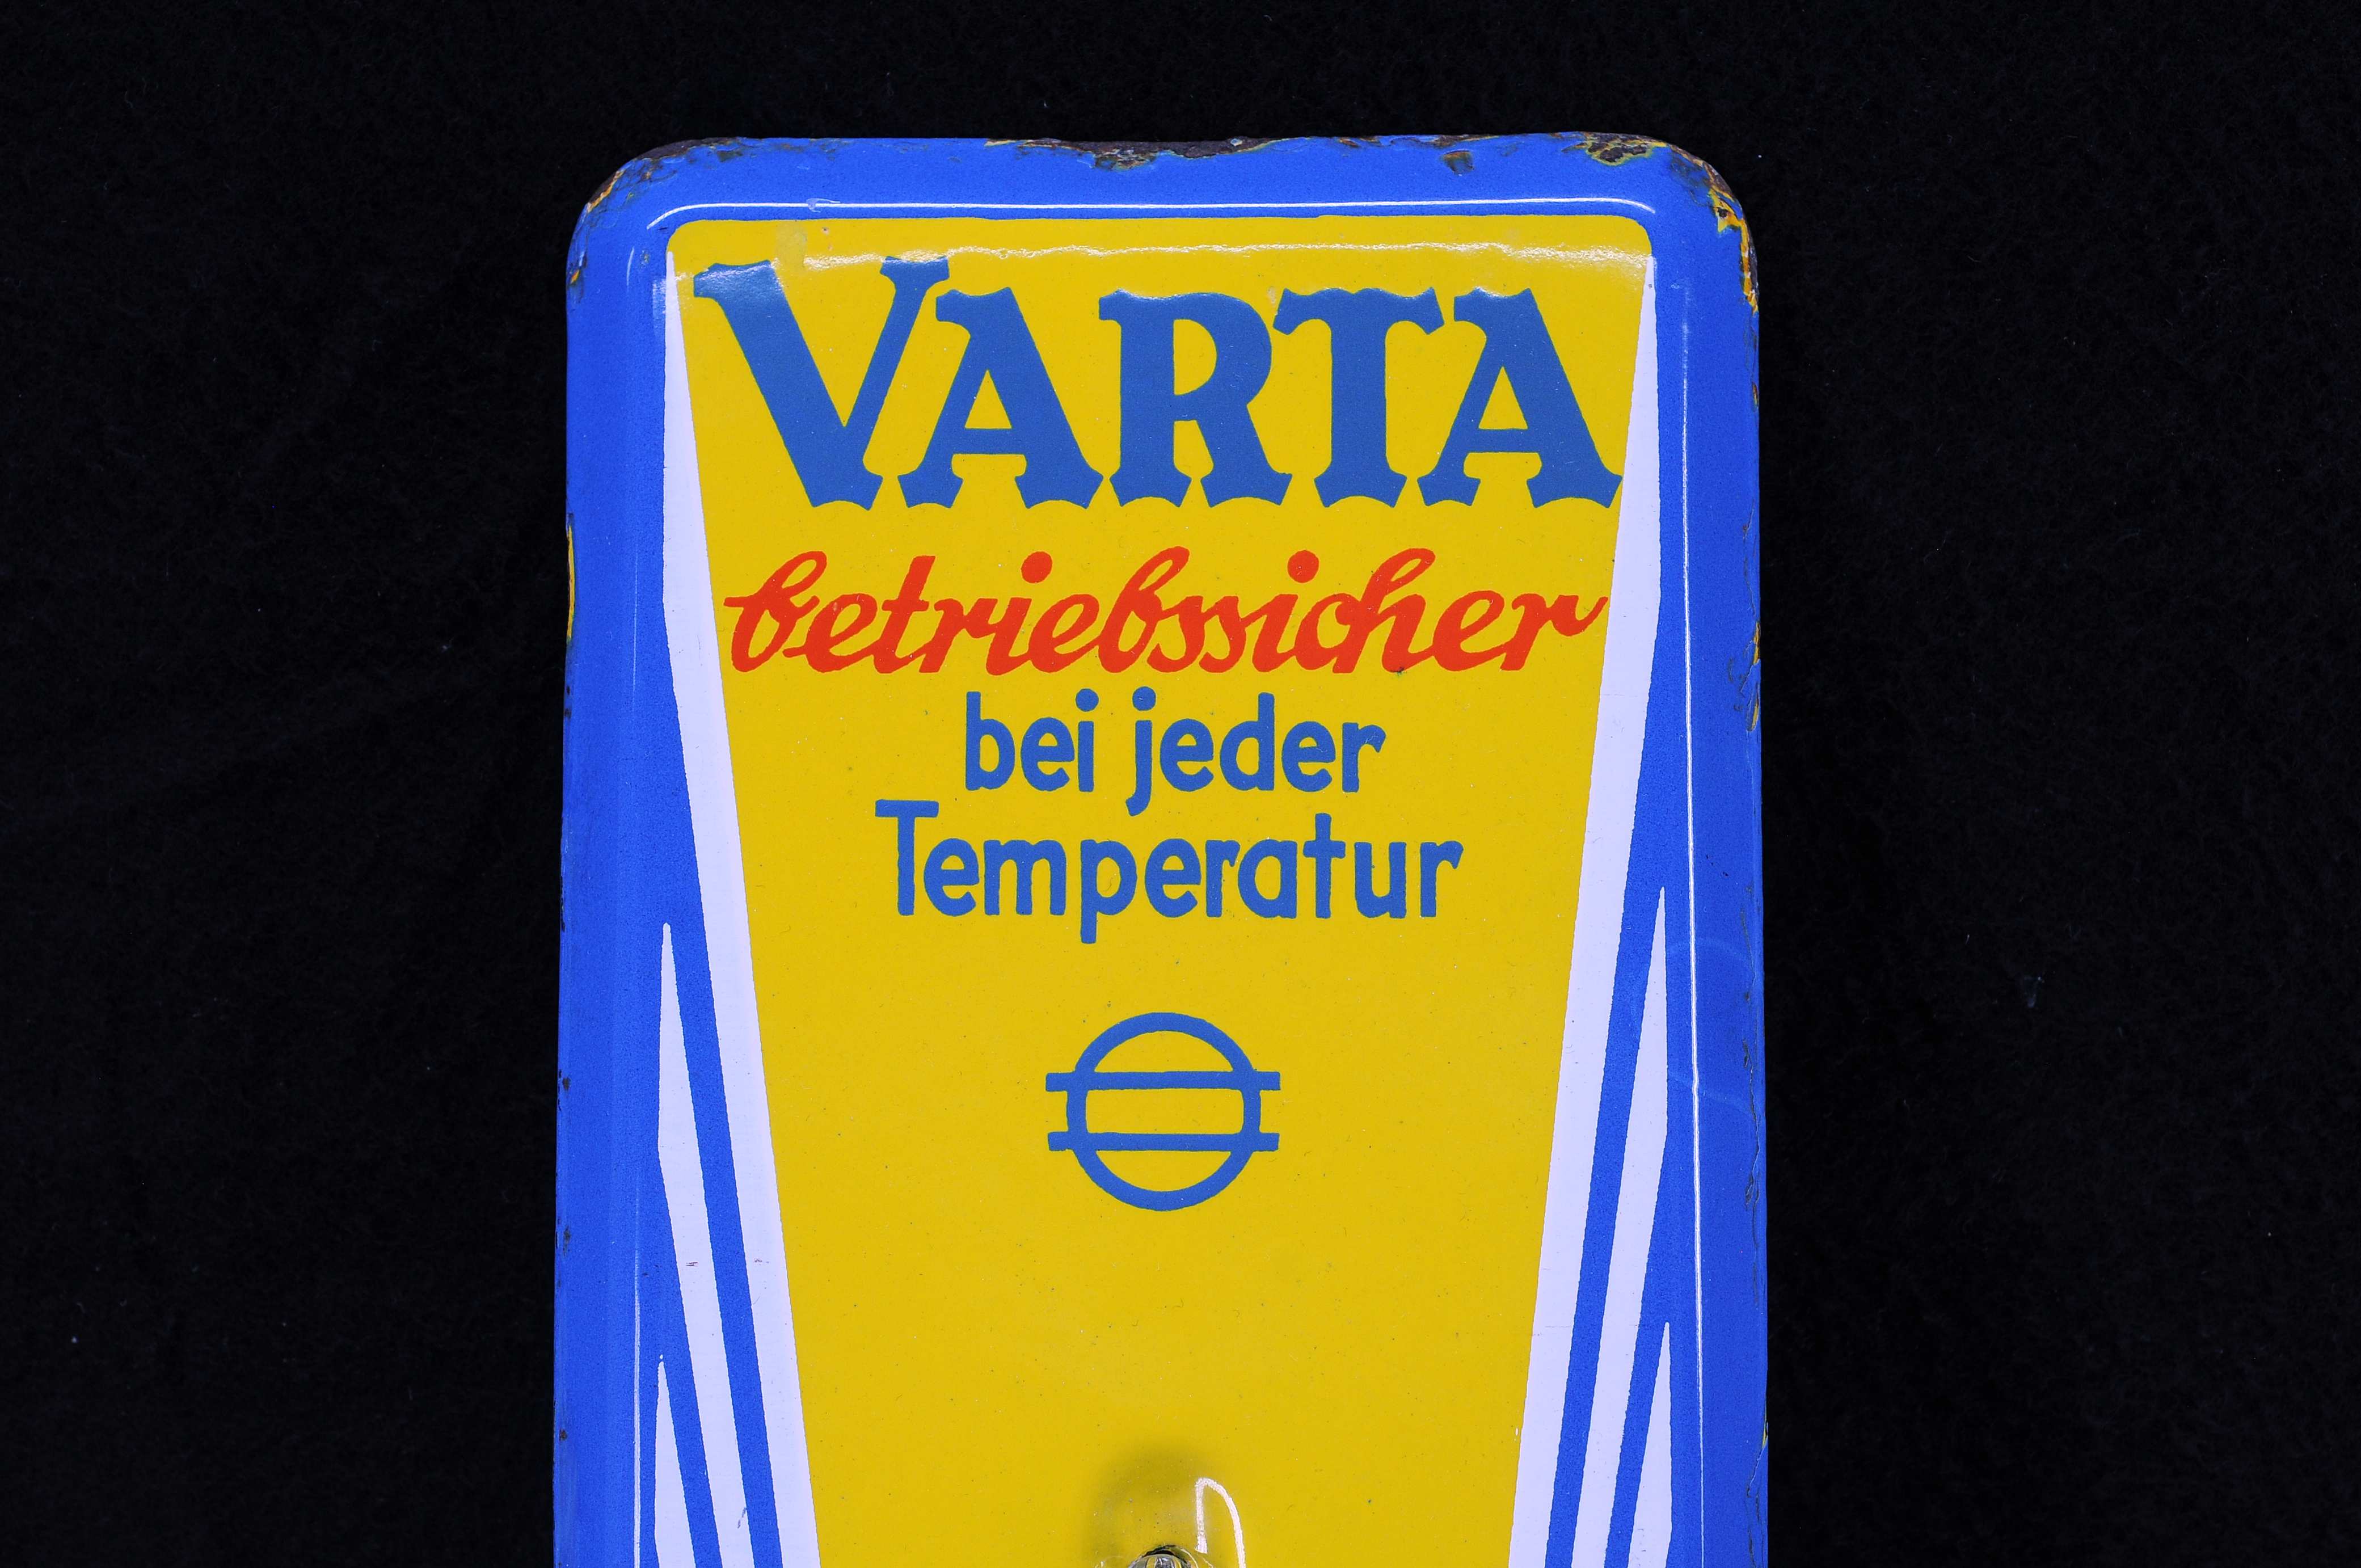 VARTA
betriebssicher
bei jeder
Temperatur